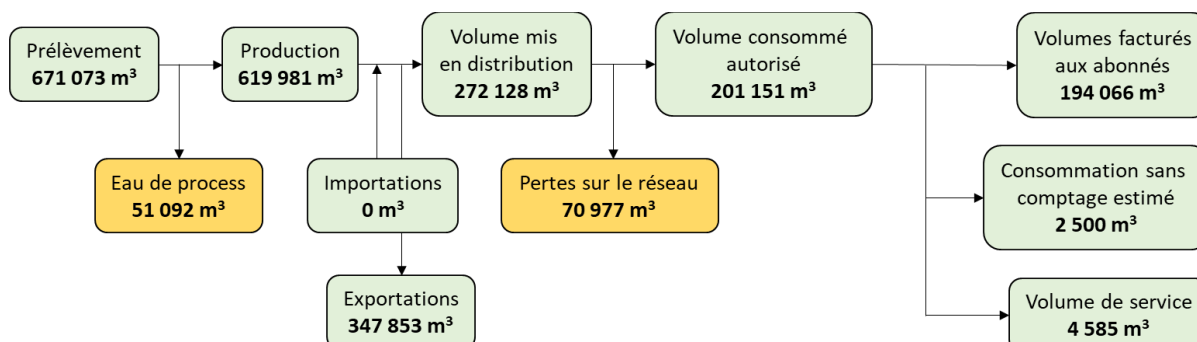 Prélèvement
671 073 m³
Production
619 981 m³
Volume mis
en distribution
272 128 m³
Volume consommé
autorisé
201 151 m³
Volumes facturés
aux abonnés
194 066 m³
Eau de process
51 092 m³
Importations
0 m³
Pertes sur le réseau
70 977 m³
Consommation sans
comptage estimé
2 500 m³
Exportations
347 853 m³
Volume de service
4 585 m³